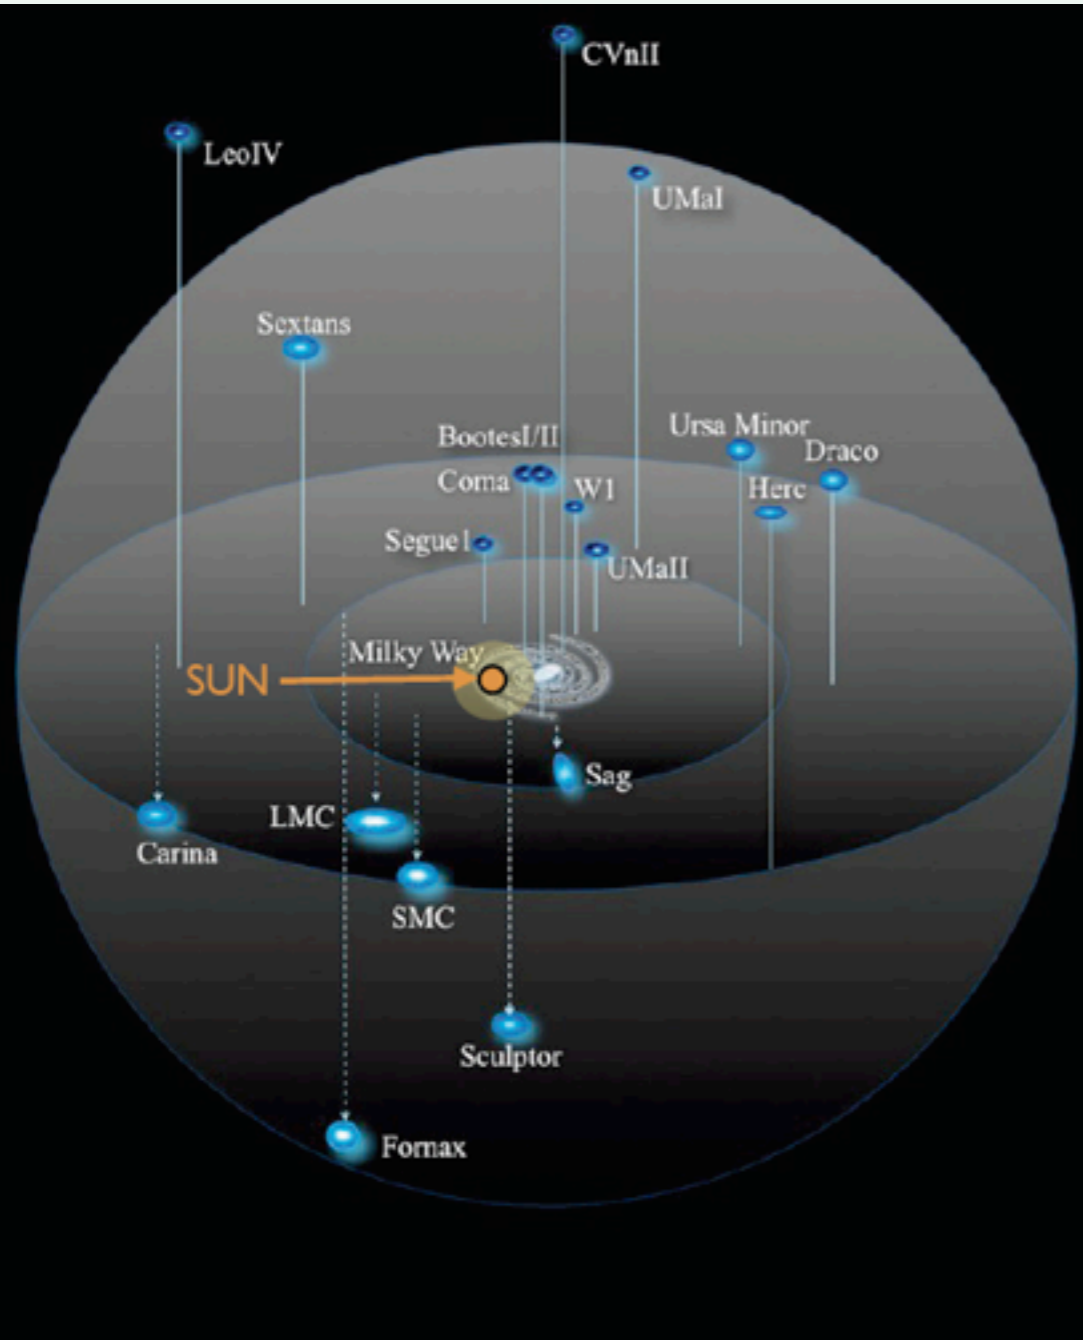 CVnII
LeoIV
UMaI
Sextans
Ursa Minor
BootesI/II
Draco
Coma
W1
Herc
Segue1
UMaII
Milky Way
SUN
Sag
LMC
Carina
SMC
Sculptor
Fornax